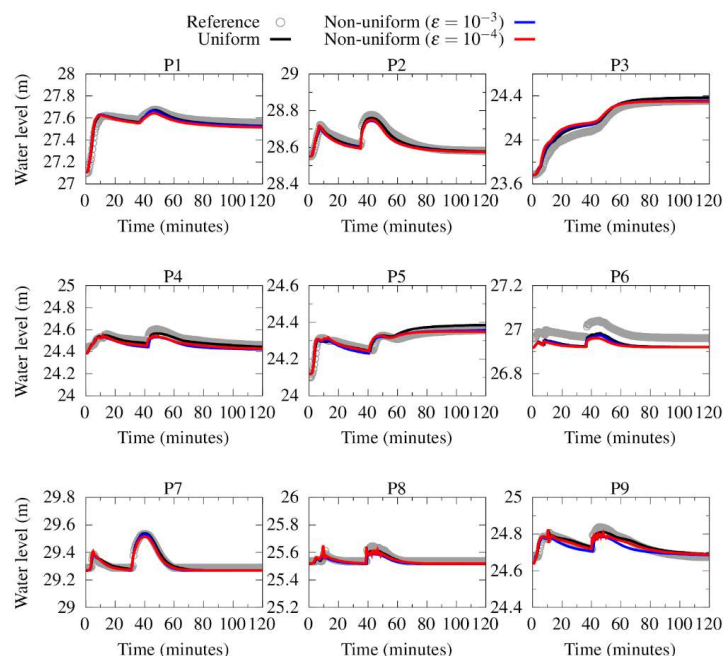 Reference Non-uniform (ε = 10⁻³)
Uniform Non-uniform (ε = 10⁻⁴)
P1 P2 P3
Water level (m)
28
27.8
27.6
27.4
27.2
27
0 20 40 60 80 100 120
Time (minutes)
29
28.8
28.6
28.4
0 20 40 60 80 100 120
Time (minutes)
24.4
24
23.6
0 20 40 60 80 100 120
Time (minutes)
P4 P5 P6
Water level (m)
25
24.8
24.6
24.4
24.2
24
0 20 40 60 80 100 120
Time (minutes)
24.6
24.4
24.2
24
0 20 40 60 80 100 120
Time (minutes)
27.2
27
26.8
0 20 40 60 80 100 120
Time (minutes)
P7 P8 P9
Water level (m)
29.8
29.6
29.4
29.2
29
0 20 40 60 80 100 120
Time (minutes)
26
25.8
25.6
25.4
25.2
0 20 40 60 80 100 120
Time (minutes)
25
24.8
24.6
24.4
0 20 40 60 80 100 120
Time (minutes)